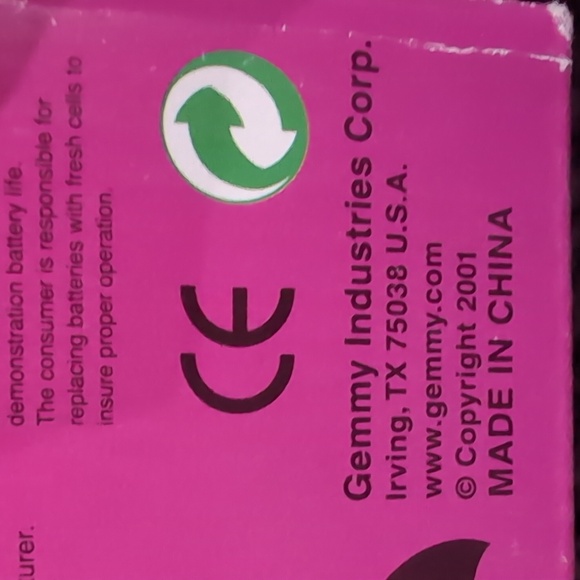 urer.
demonstration battery life.
The consumer is responsible for
replacing batteries with fresh cells to
insure proper operation.
CE
Gemmy Industries Corp.
Irving, TX 75038 U.S.A.
www.gemmy.com
© Copyright 2001
MADE IN CHINA